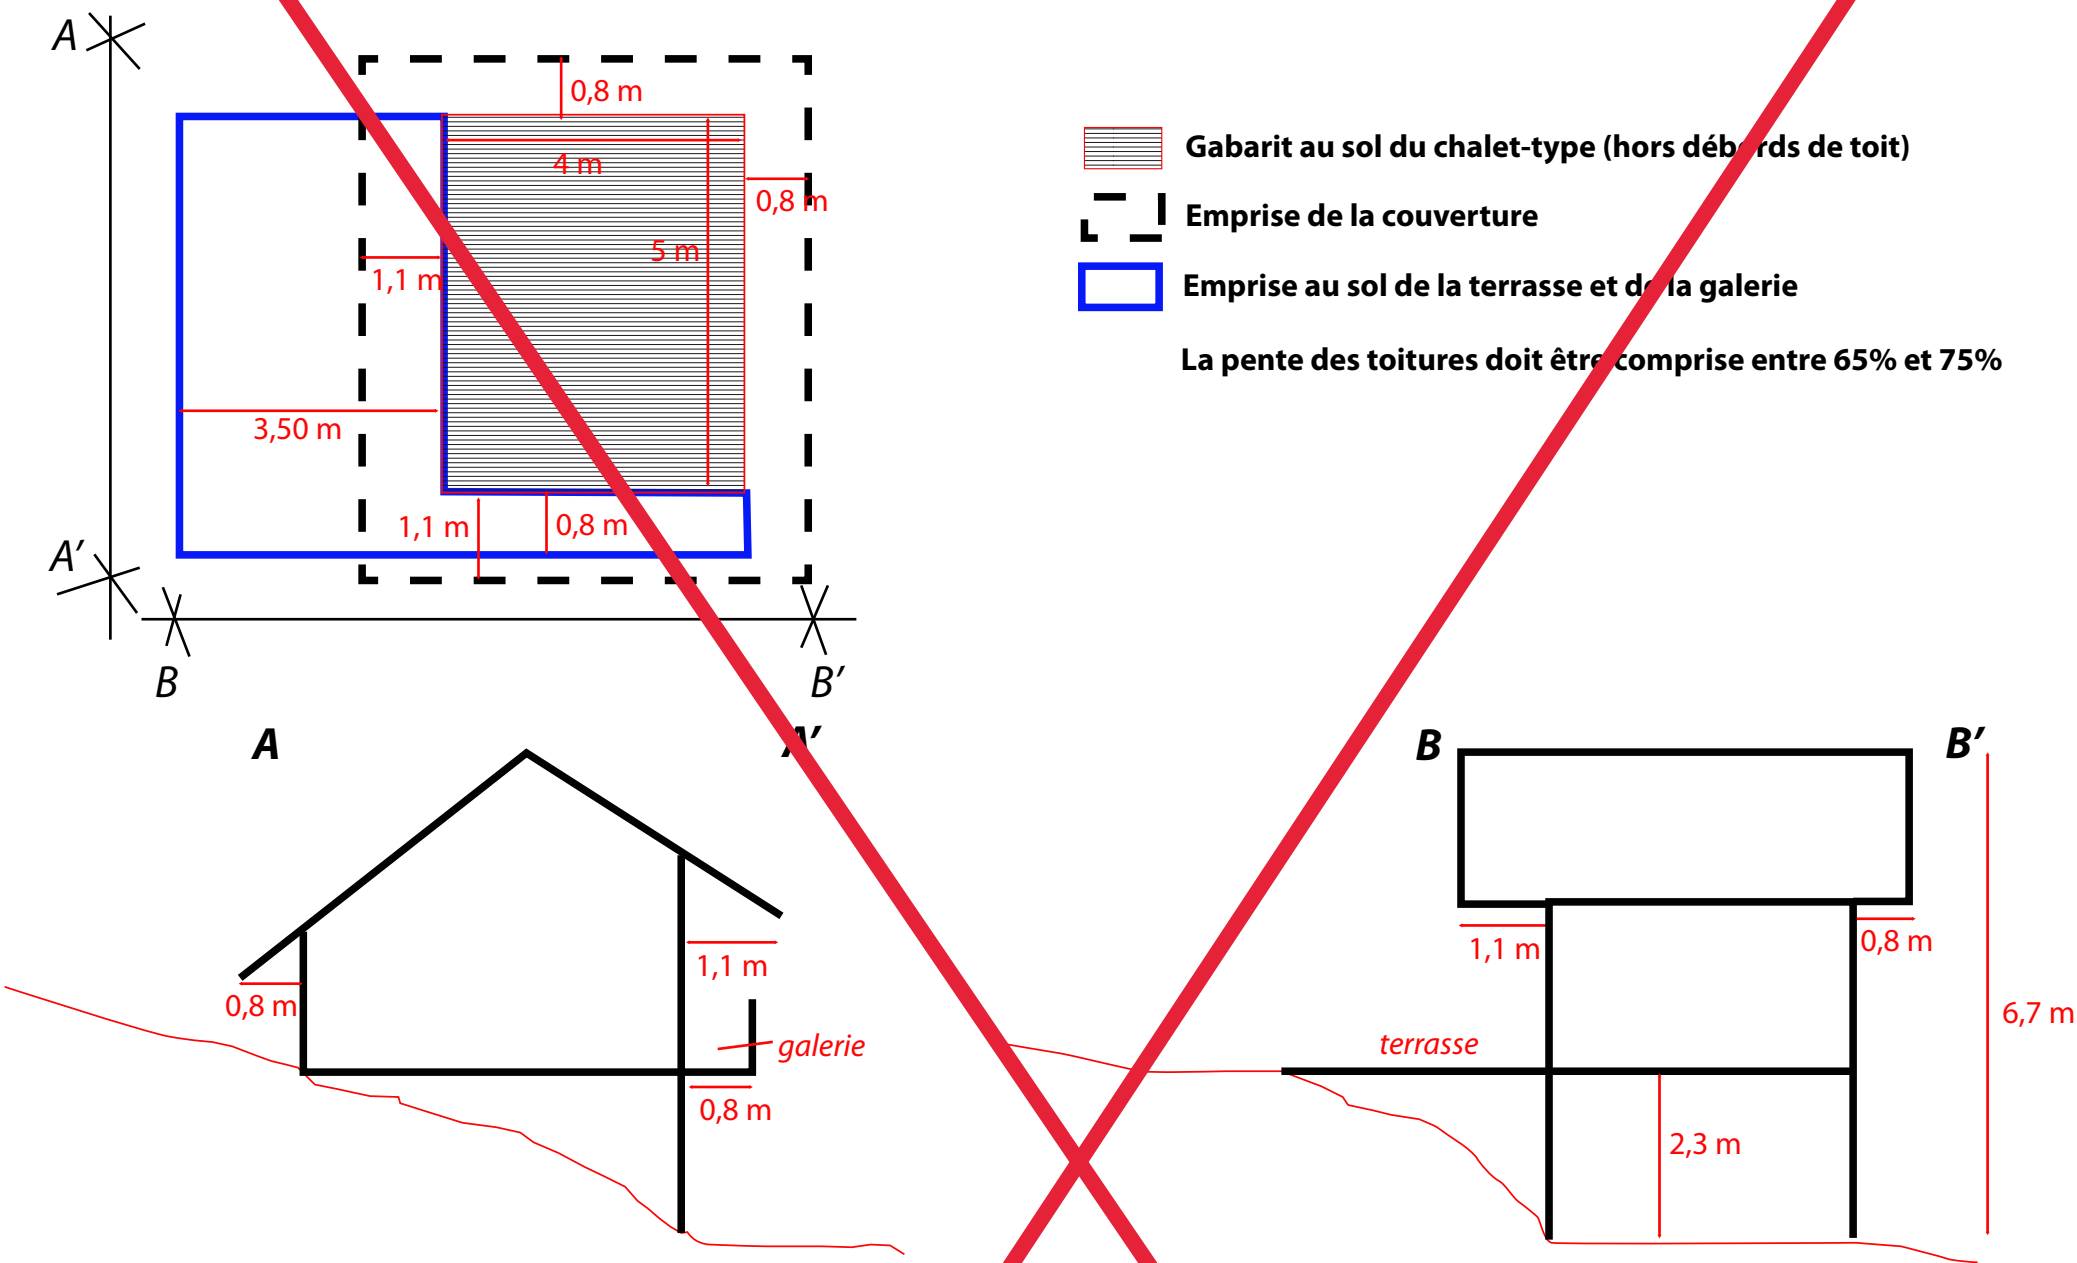 A
0,8 m
4 m
0,8 m
5 m
1,1 m
3,50 m
1,1 m
0,8 m
A'
B
B'
Gabarit au sol du chalet-type (hors débords de toit)
Emprise de la couverture
Emprise au sol de la terrasse et de la galerie
La pente des toitures doit être comprise entre 65% et 75%
A
A'
1,1 m
0,8 m
galerie
0,8 m
B
B'
1,1 m
0,8 m
6,7 m
terrasse
2,3 m